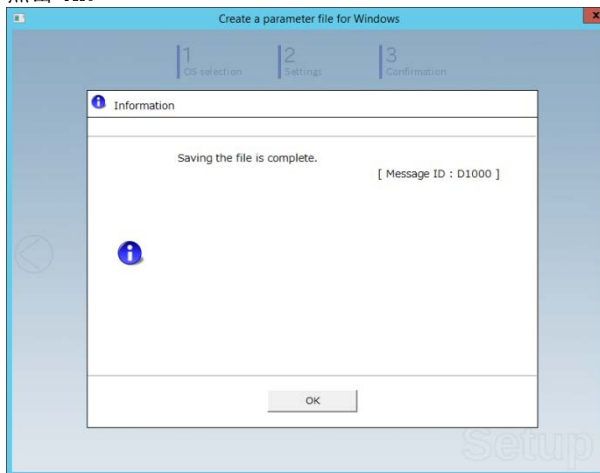 Create a parameter file for Windows
x
1
OS selection
2
Settings
3
Confirmation
i Information
Saving the file is complete.
[ Message ID : D1000 ]
i
OK
Setup